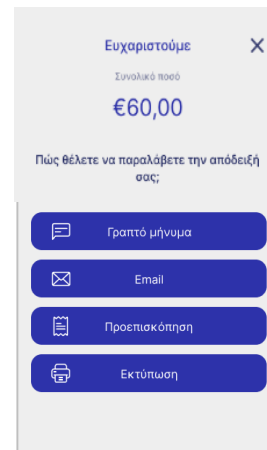 Ευχαριστούμε
Συνολικό ποσό
€60,00
Πώς θέλετε να παραλάβετε την απόδειξή
σας;
Γραπτό μήνυμα
Email
Προεπισκόπηση
Εκτύπωση